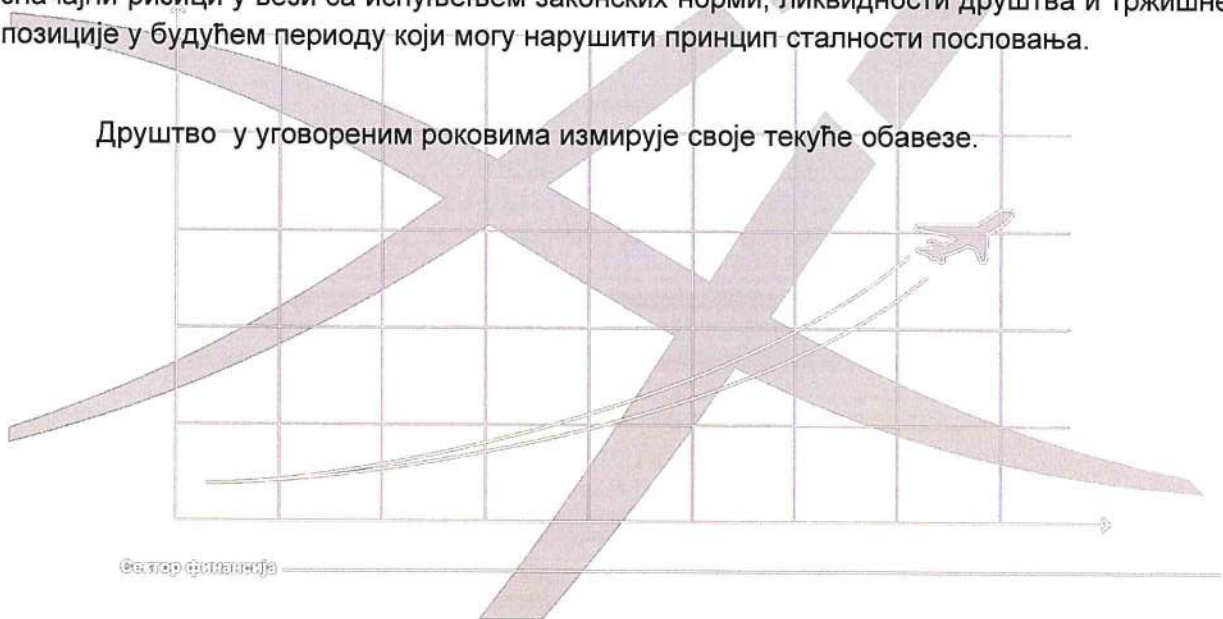 значајни ризици у вези са испуњењем законских норми, ликвидности друштва и тржишне
позиције у будућем периоду који могу нарушити принцип сталности пословања.
Друштво у уговореним роковима измирује своје текуће обавезе.
Сектор финансија